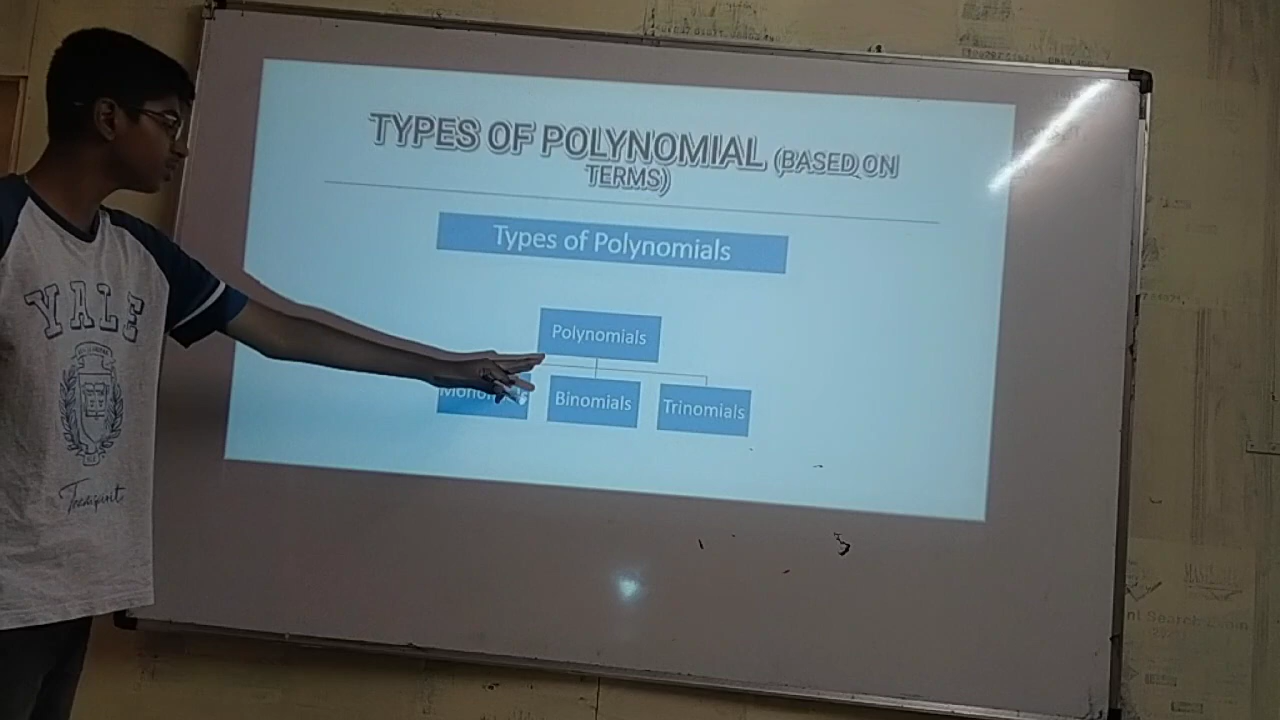 TYPES OF POLYNOMIAL (BASED ON
TERMS)
Types of Polynomials
Polynomials
Binomials
Trinomials
YALE